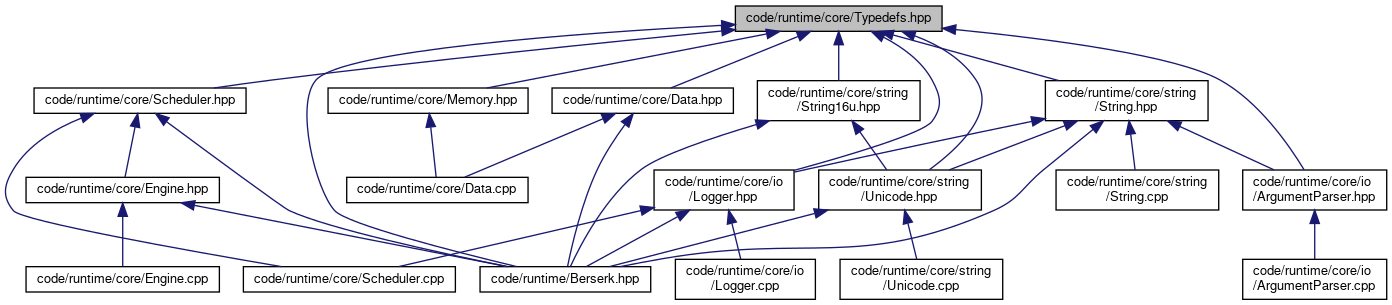 code/runtime/core/Typedefs.hpp
code/runtime/core/Scheduler.hpp
code/runtime/core/Memory.hpp
code/runtime/core/Data.hpp
code/runtime/core/string
/String16u.hpp
code/runtime/core/string
/String.hpp
code/runtime/core/Engine.hpp
code/runtime/core/Data.cpp
code/runtime/core/io
/Logger.hpp
code/runtime/core/string
/Unicode.hpp
code/runtime/core/string
/String.cpp
code/runtime/core/io
/ArgumentParser.hpp
code/runtime/core/Engine.cpp
code/runtime/core/Scheduler.cpp
code/runtime/Berserk.hpp
code/runtime/core/io
/Logger.cpp
code/runtime/core/string
/Unicode.cpp
code/runtime/core/io
/ArgumentParser.cpp